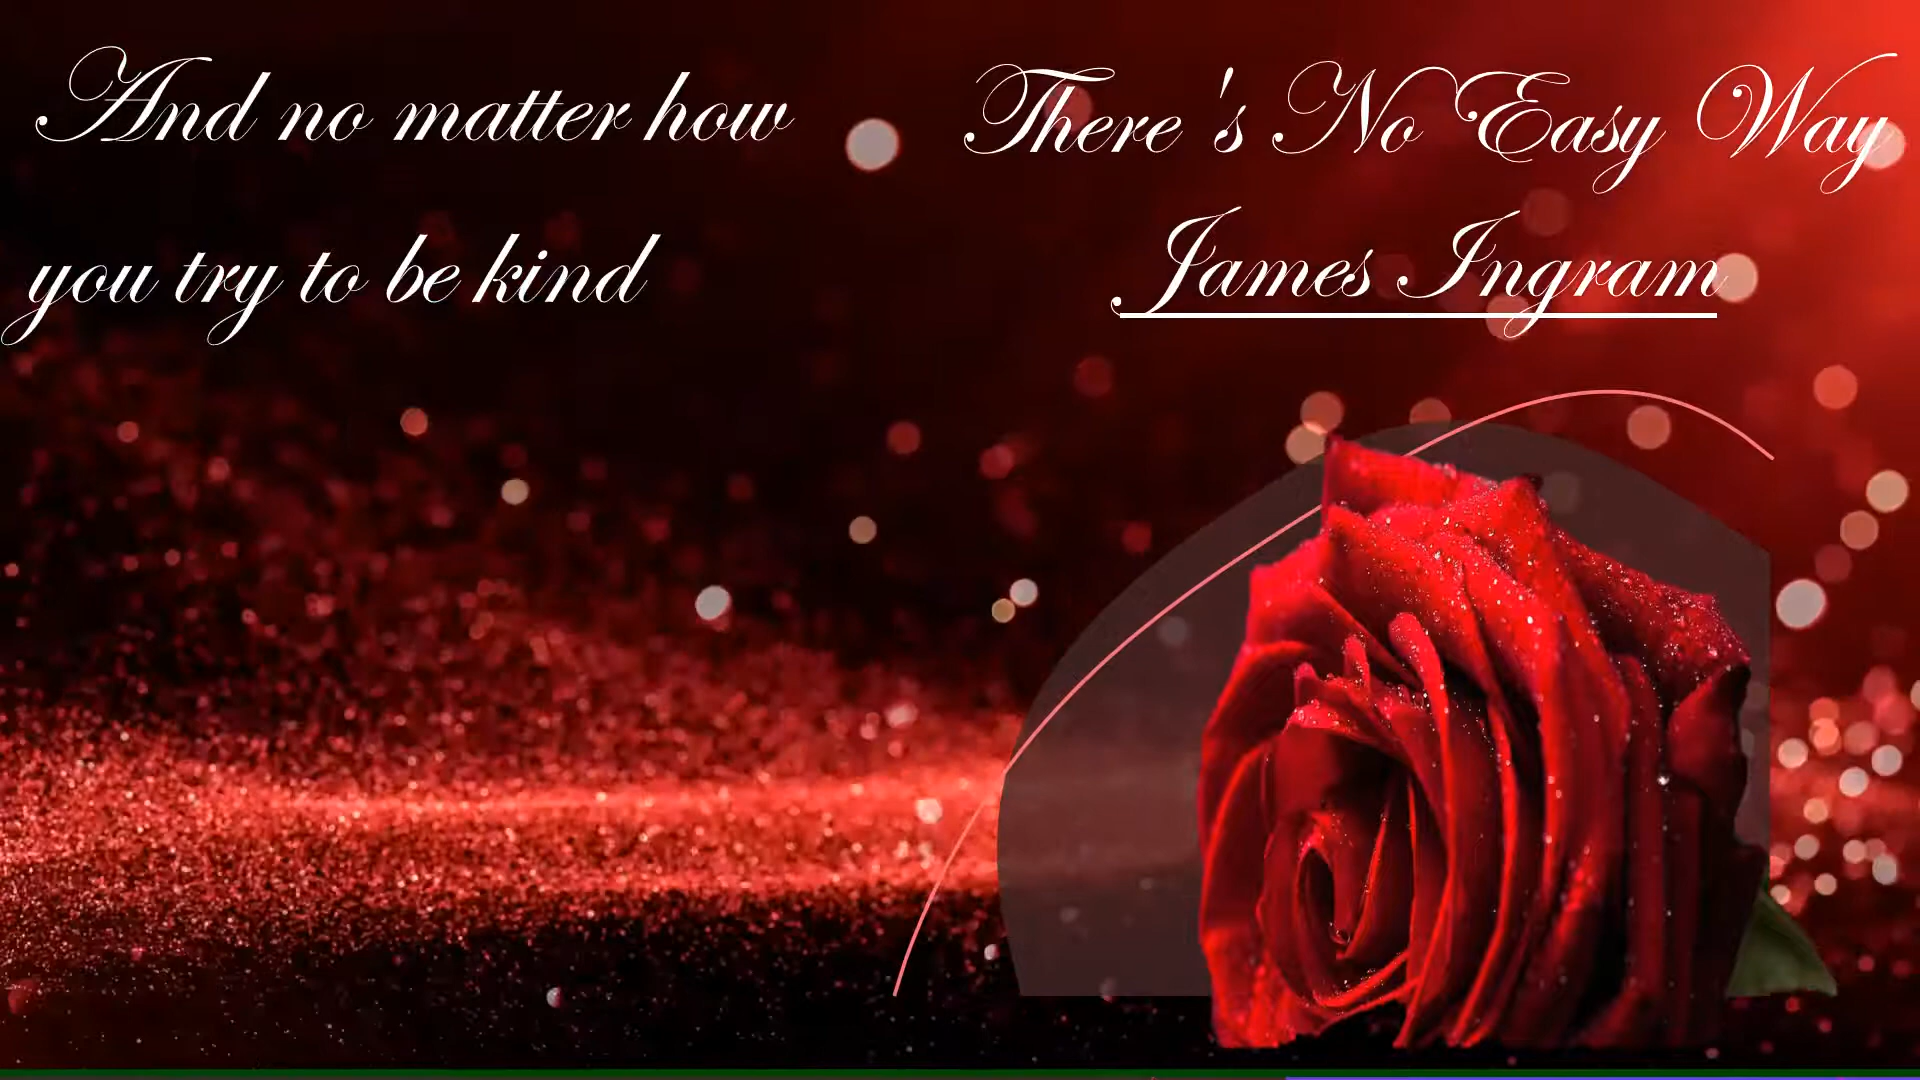 And no matter how
you try to be kind
There's No Easy Way
James Ingram